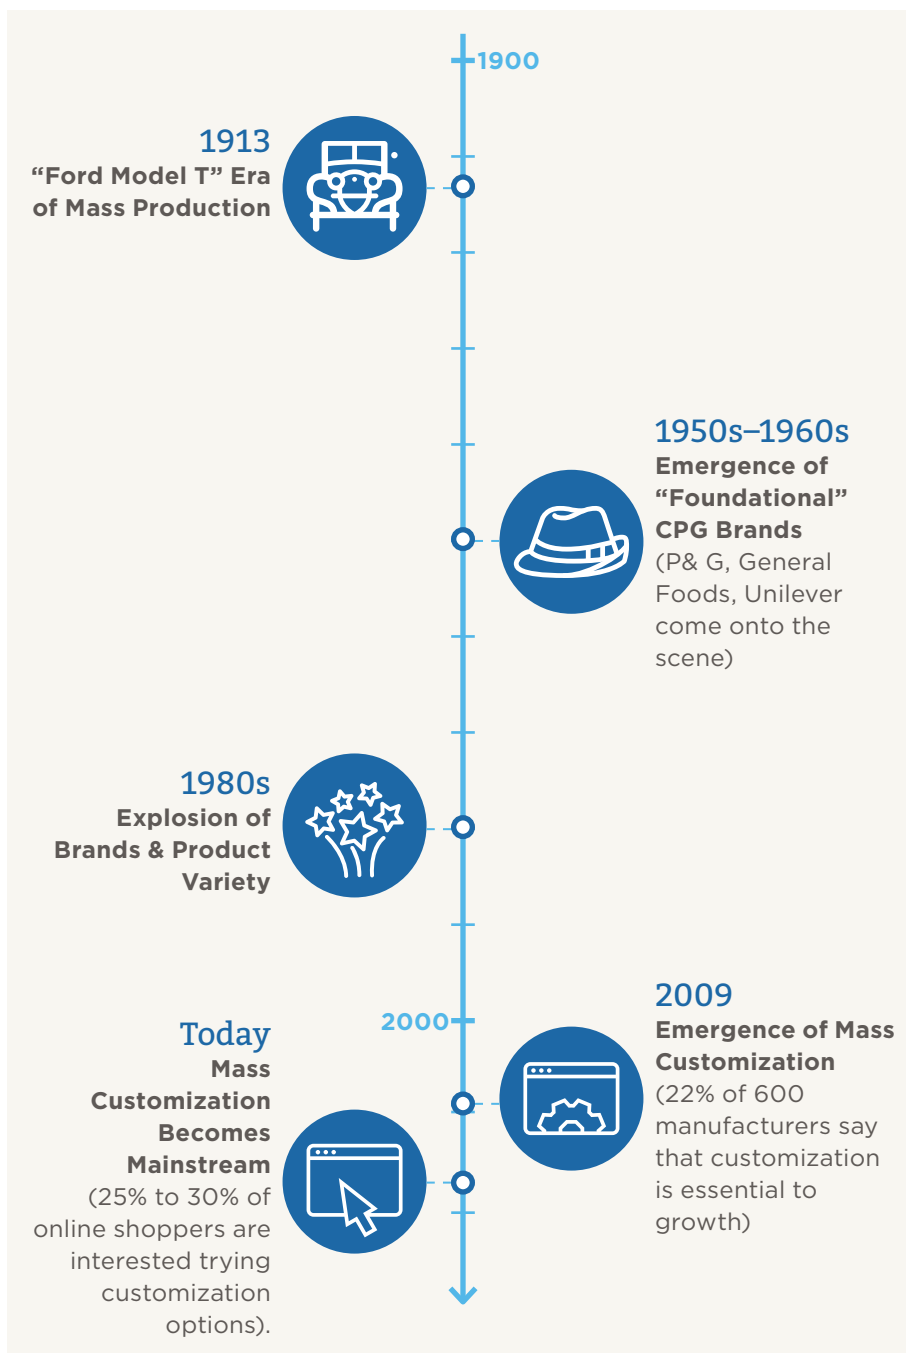 1900
1913
“Ford Model T” Era
of Mass Production
1950s–1960s
Emergence of
“Foundational”
CPG Brands
(P& G, General
Foods, Unilever
come onto the
scene)
1980s
Explosion of
Brands & Product
Variety
2000
2009
Emergence of Mass
Customization
(22% of 600
manufacturers say
that customization
is essential to
growth)
Today
Mass
Customization
Becomes
Mainstream
(25% to 30% of
online shoppers are
interested trying
customization
options).